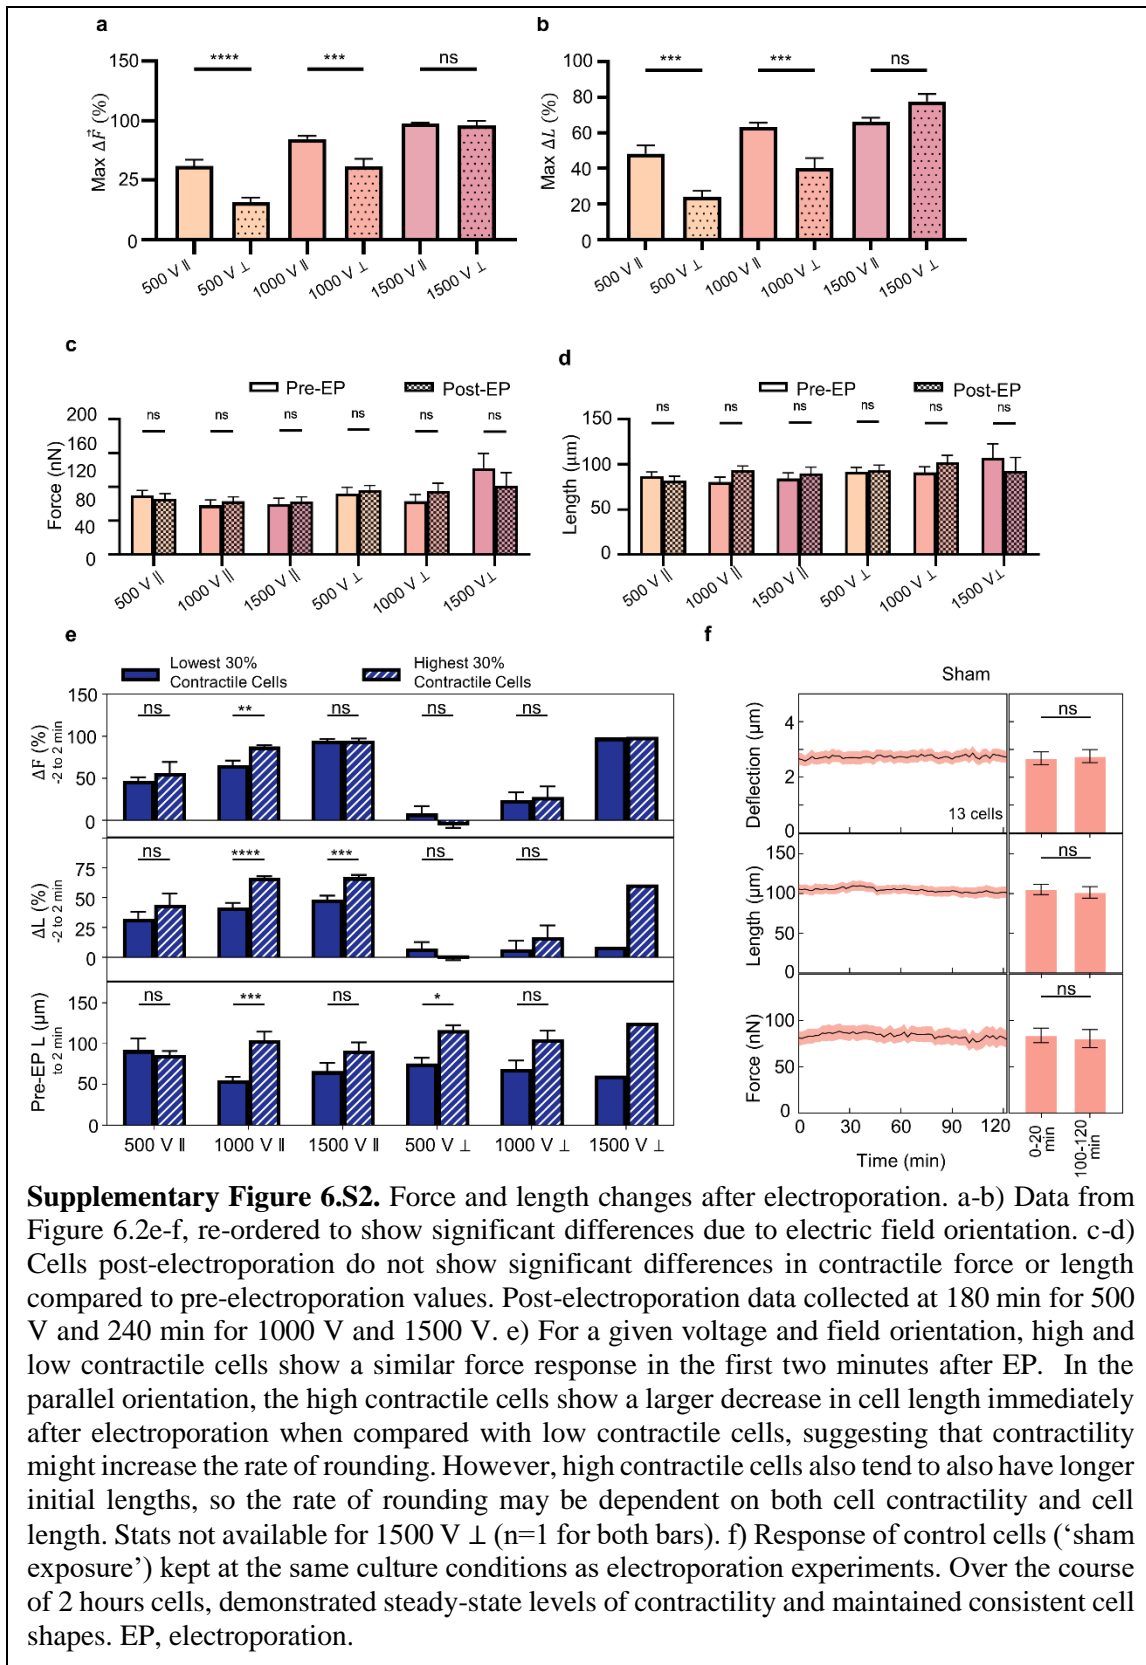 a
b
150
100
25
0
Max ΔF⃗ (%)
****
***
ns
500 V ∥
500 V ⊥
1000 V ∥
1000 V ⊥
1500 V ∥
1500 V ⊥
100
80
60
40
20
0
Max ΔL (%)
***
***
ns
500 V ∥
500 V ⊥
1000 V ∥
1000 V ⊥
1500 V ∥
1500 V ⊥
c
Pre-EP
Post-EP
200
160
120
80
40
0
Force (nN)
ns
ns
ns
ns
ns
ns
500 V ∥
1000 V ∥
1500 V ∥
500 V ⊥
1000 V ⊥
1500 V⊥
d
Pre-EP
Post-EP
150
100
50
0
Length (µm)
ns
ns
ns
ns
ns
ns
500 V ∥
1000 V ∥
1500 V ∥
500 V ⊥
1000 V ⊥
1500 V⊥
e
Lowest 30%
Contractile Cells
Highest 30%
Contractile Cells
150
100
50
0
ΔF (%)
-2 to 2 min
ns
**
ns
ns
ns
75
50
25
0
ΔL (%)
-2 to 2 min
ns
****
***
ns
ns
150
100
50
0
Pre-EP L (µm)
to 2 min
ns
***
ns
*
ns
500 V ∥
1000 V ∥
1500 V ∥
500 V ⊥
1000 V ⊥
1500 V ⊥
f
Sham
4
2
0
Deflection (µm)
13 cells
ns
150
100
50
0
Length (µm)
ns
100
50
0
Force (nN)
ns
0
30
60
90
120
Time (min)
0-20
min
100-120
min
Supplementary Figure 6.S2. Force and length changes after electroporation. a-b) Data from
Figure 6.2e-f, re-ordered to show significant differences due to electric field orientation. c-d)
Cells post-electroporation do not show significant differences in contractile force or length
compared to pre-electroporation values. Post-electroporation data collected at 180 min for 500
V and 240 min for 1000 V and 1500 V. e) For a given voltage and field orientation, high and
low contractile cells show a similar force response in the first two minutes after EP. In the
parallel orientation, the high contractile cells show a larger decrease in cell length immediately
after electroporation when compared with low contractile cells, suggesting that contractility
might increase the rate of rounding. However, high contractile cells also tend to also have longer
initial lengths, so the rate of rounding may be dependent on both cell contractility and cell
length. Stats not available for 1500 V ⊥ (n=1 for both bars). f) Response of control cells (‘sham
exposure’) kept at the same culture conditions as electroporation experiments. Over the course
of 2 hours cells, demonstrated steady-state levels of contractility and maintained consistent cell
shapes. EP, electroporation.